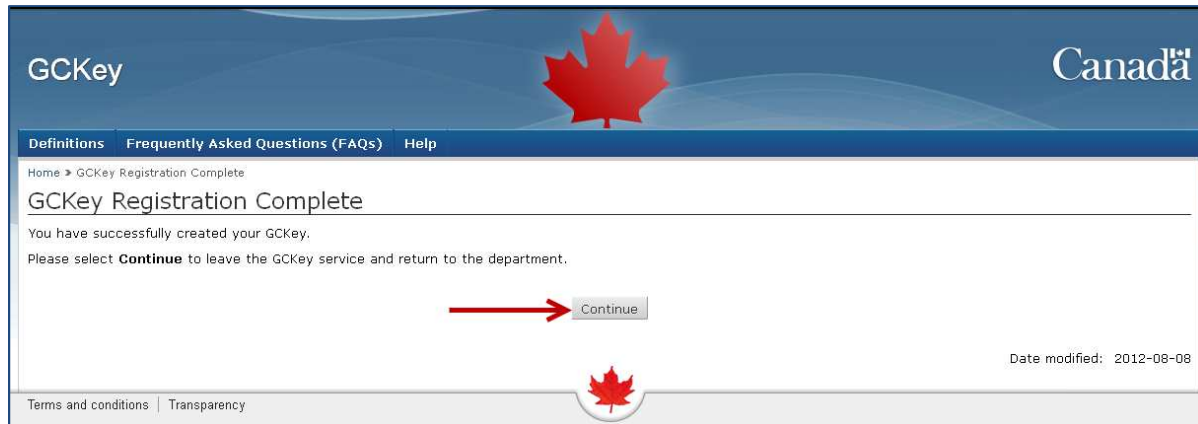 GCKey
Canada
Definitions Frequently Asked Questions (FAQs) Help
Home > GCKey Registration Complete
GCKey Registration Complete
You have successfully created your GCKey.
Please select Continue to leave the GCKey service and return to the department.
Continue
Date modified: 2012-08-08
Terms and conditions | Transparency